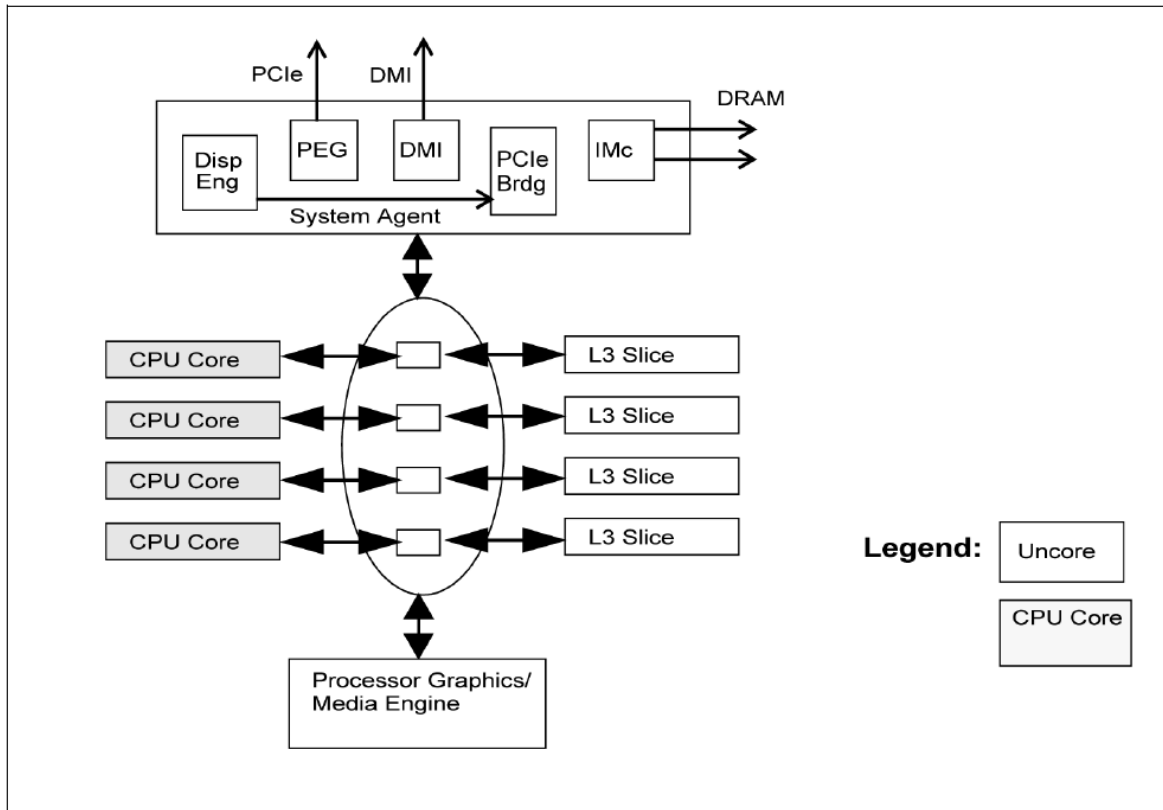 PCIe
DMI
DRAM
Disp
Eng
PEG
DMI
PCIe
Brdg
IMc
System Agent
CPU Core
L3 Slice
CPU Core
L3 Slice
CPU Core
L3 Slice
CPU Core
L3 Slice
Legend:
Uncore
CPU Core
Processor Graphics/
Media Engine